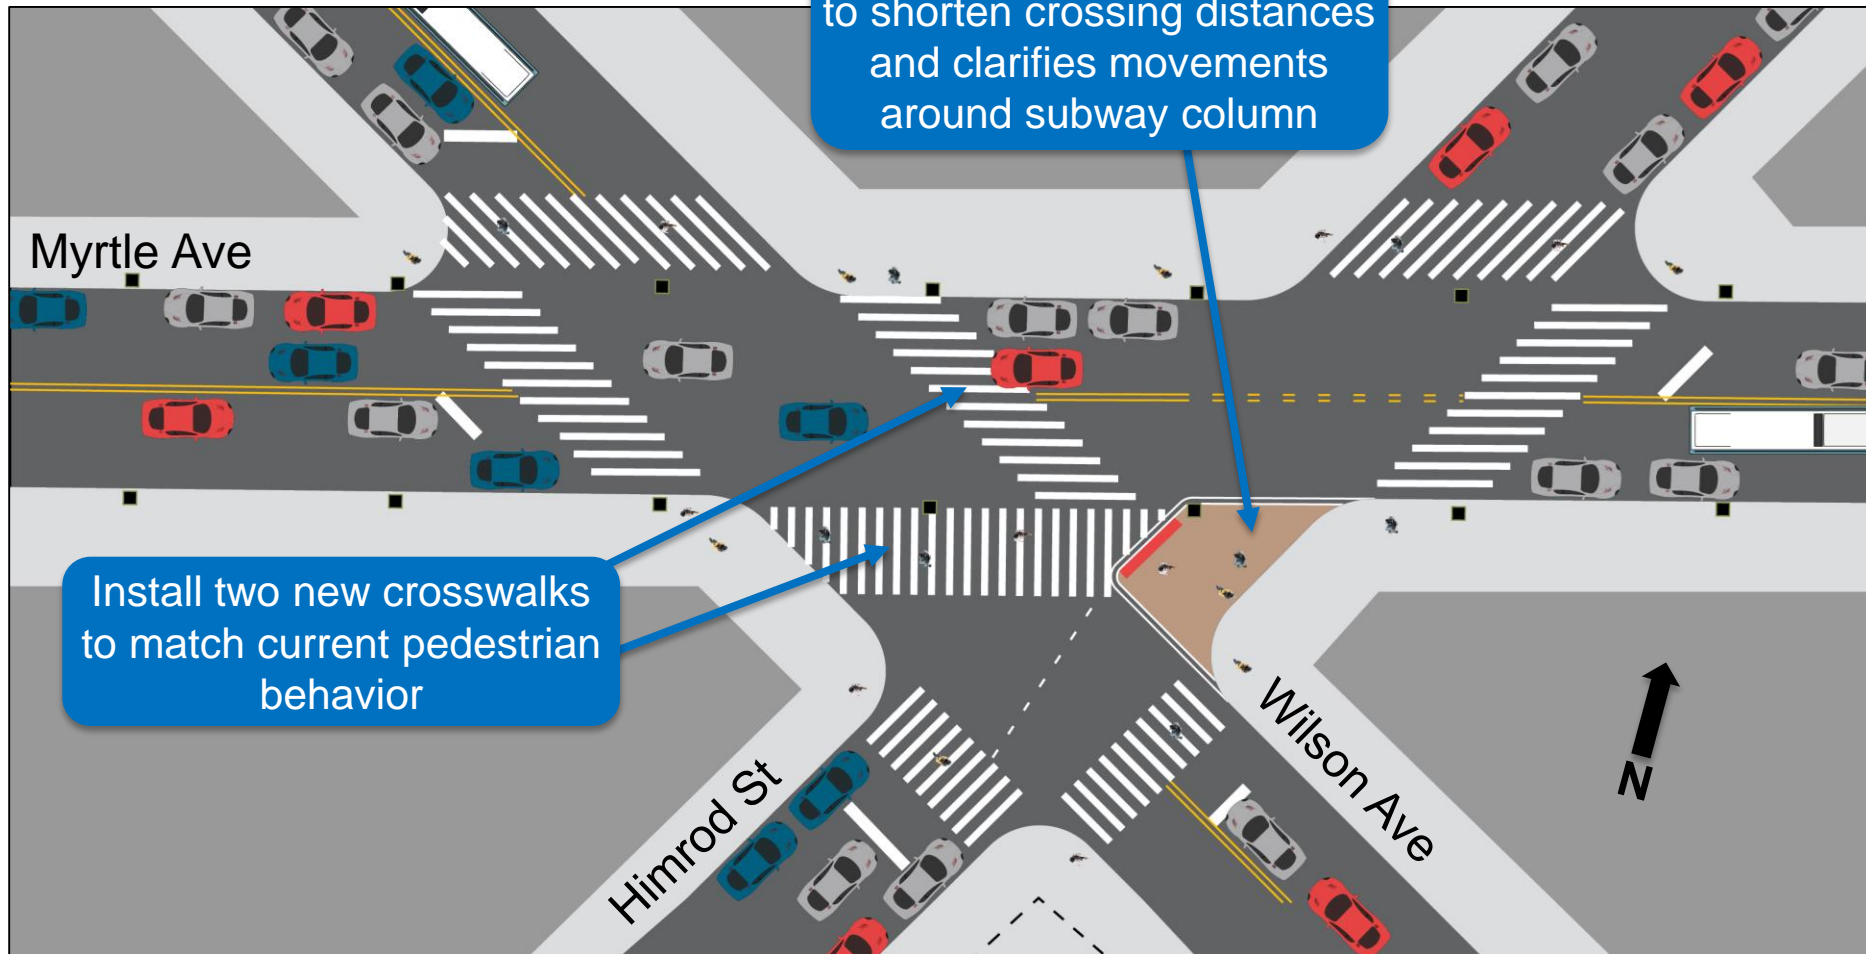 to shorten crossing distances
and clarifies movements
around subway column
Myrtle Ave
Install two new crosswalks
to match current pedestrian
behavior
Himrod St
Wilson Ave
N